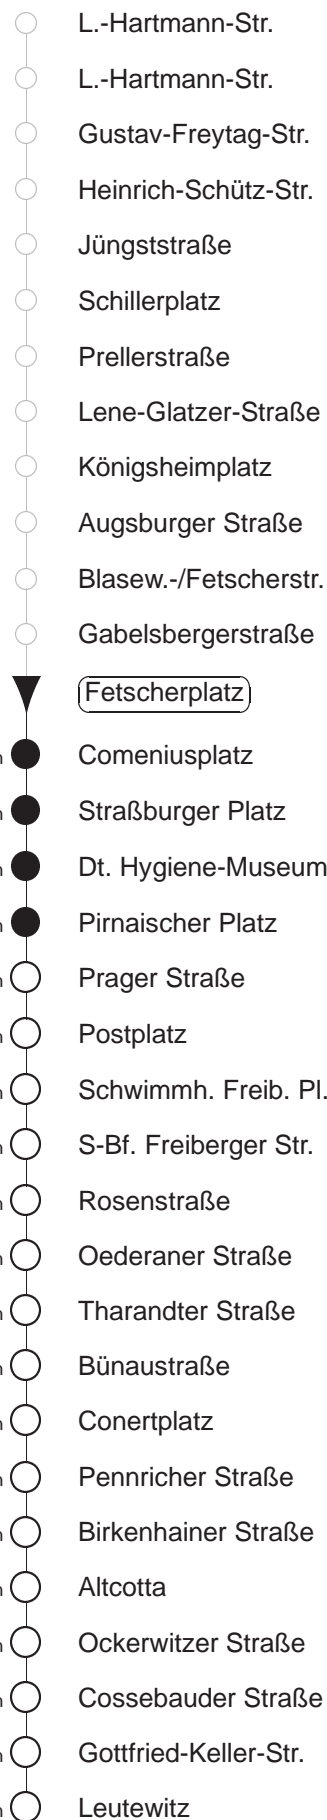 L.-Hartmann-Str.
L.-Hartmann-Str.
Gustav-Freytag-Str.
Heinrich-Schütz-Str.
Jüngststraße
Schillerplatz
Prellerstraße
Lene-Glatzer-Straße
Königsheimplatz
Augsburger Straße
Blasew.-/Fetscherstr.
Gabelsbergerstraße
Fetscherplatz
Comeniusplatz
Straßburger Platz
Dt. Hygiene-Museum
Pirnaischer Platz
Prager Straße
Postplatz
Schwimmh. Freib. Pl.
S-Bf. Freiberger Str.
Rosenstraße
Oederaner Straße
Tharandter Straße
Bünaustraße
Conertplatz
Pennricher Straße
Birkenhainer Straße
Altcotta
Ockerwitzer Straße
Cossebauder Straße
Gottfried-Keller-Str.
Leutewitz